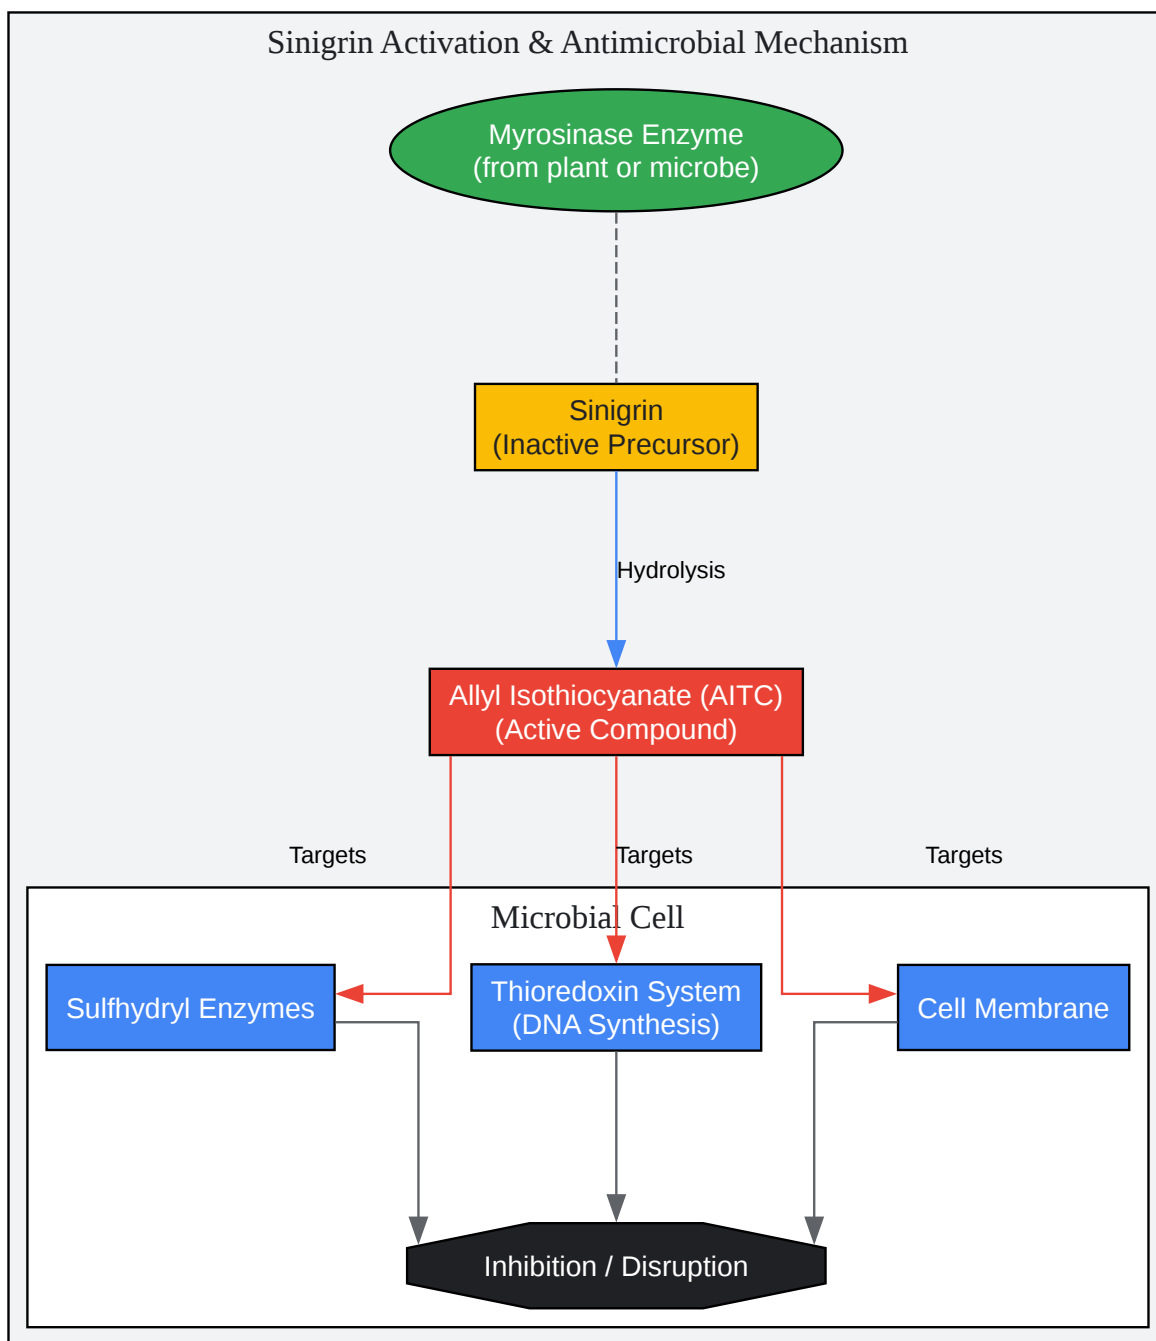 Sinigrin Activation & Antimicrobial Mechanism
Myrosinase Enzyme
(from plant or microbe)
Sinigrin
(Inactive Precursor)
Hydrolysis
Allyl Isothiocyanate (AITC)
(Active Compound)
Targets
Targets
Targets
Microbial Cell
Sulfhydryl Enzymes
Thioredoxin System
(DNA Synthesis)
Cell Membrane
Inhibition / Disruption